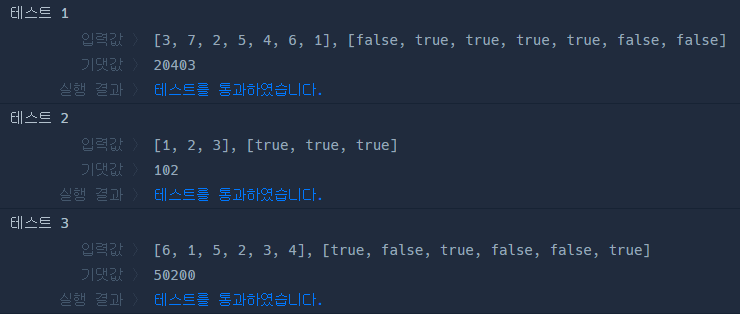 테스트 1
입력값 > [3, 7, 2, 5, 4, 6, 1], [false, true, true, true, true, false, false]
기댓값 > 20403
실행 결과 > 테스트를 통과하였습니다.
테스트 2
입력값 > [1, 2, 3], [true, true, true]
기댓값 > 102
실행 결과 > 테스트를 통과하였습니다.
테스트 3
입력값 > [6, 1, 5, 2, 3, 4], [true, false, true, false, false, true]
기댓값 > 50200
실행 결과 > 테스트를 통과하였습니다.